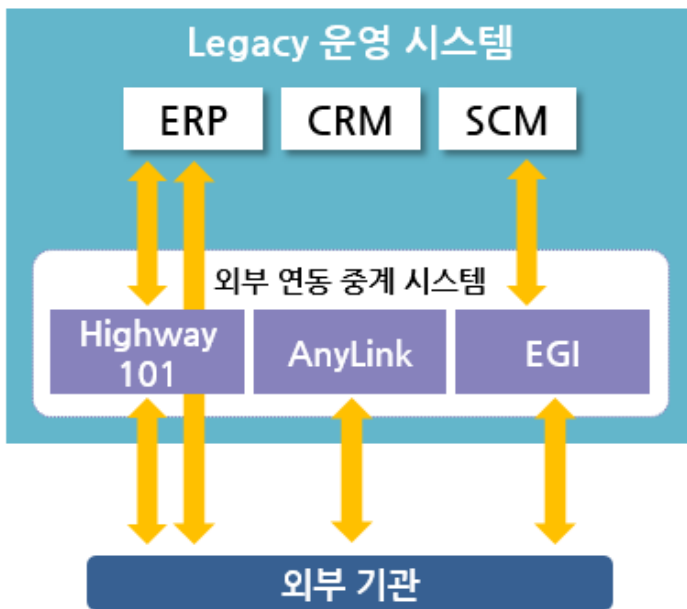 Legacy 운영 시스템
ERP CRM SCM
외부 연동 중계 시스템
Highway
101
AnyLink
EGI
외부 기관